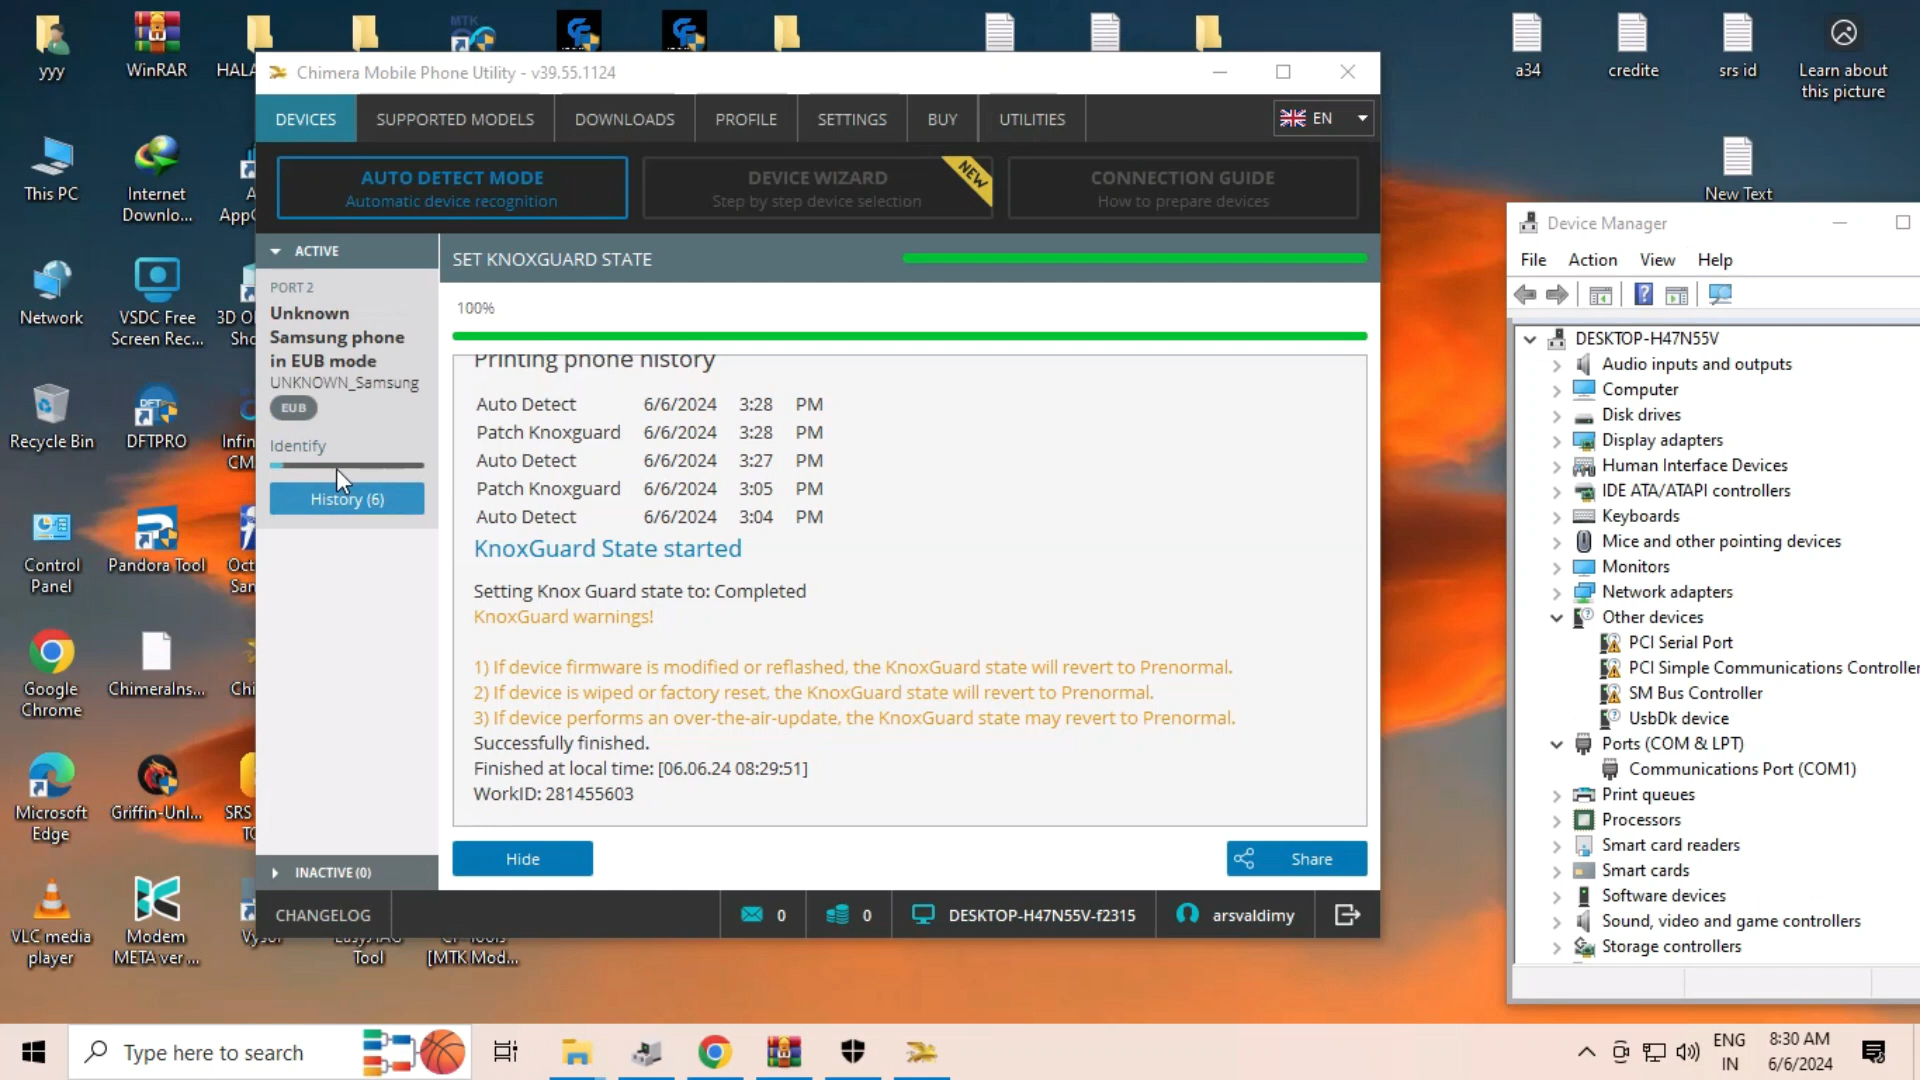 yyy
WinRAR
MTK
a34
credite
srs id
Learn about
this picture
Chimera Mobile Phone Utility - v39.55.1124
DEVICES
SUPPORTED MODELS
DOWNLOADS
PROFILE
SETTINGS
BUY
UTILITIES
EN
AUTO DETECT MODE
Automatic device recognition
DEVICE WIZARD
Step by step device selection
NEW
CONNECTION GUIDE
How to prepare devices
ACTIVE
PORT 2
Unknown
Samsung phone
in EUB mode
UNKNOWN_Samsung
EUB
Identify
History (6)
INACTIVE (0)
SET KNOXGUARD STATE
100%
Printing phone history
Auto Detect 6/6/2024 3:28 PM
Patch Knoxguard 6/6/2024 3:28 PM
Auto Detect 6/6/2024 3:27 PM
Patch Knoxguard 6/6/2024 3:05 PM
Auto Detect 6/6/2024 3:04 PM
KnoxGuard State started
Setting Knox Guard state to: Completed
KnoxGuard warnings!
1) If device firmware is modified or reflashed, the KnoxGuard state will revert to Prenormal.
2) If device is wiped or factory reset, the KnoxGuard state will revert to Prenormal.
3) If device performs an over-the-air-update, the KnoxGuard state may revert to Prenormal.
Successfully finished.
Finished at local time: [06.06.24 08:29:51]
WorkID: 281455603
Hide
Share
CHANGELOG
0
0
DESKTOP-H47N55V-f2315
arsvaldimy
This PC
Internet
Downlo...
Network
VSDC Free
Screen Rec...
Recycle Bin
DFT
DFTPRO
Control
Panel
Pandora Tool
Google
Chrome
Chimeralns...
Microsoft
Edge
Griffin-Unl...
VLC media
player
Modem
META ver ...
Tool
[MTK Mod...
New Text
Device Manager
File
Action
View
Help
DESKTOP-H47N55V
Audio inputs and outputs
Computer
Disk drives
Display adapters
Human Interface Devices
IDE ATA/ATAPI controllers
Keyboards
Mice and other pointing devices
Monitors
Network adapters
Other devices
PCI Serial Port
PCI Simple Communications Controller
SM Bus Controller
UsbDk device
Ports (COM & LPT)
Communications Port (COM1)
Print queues
Processors
Smart card readers
Smart cards
Software devices
Sound, video and game controllers
Storage controllers
Type here to search
ENG
IN
8:30 AM
6/6/2024